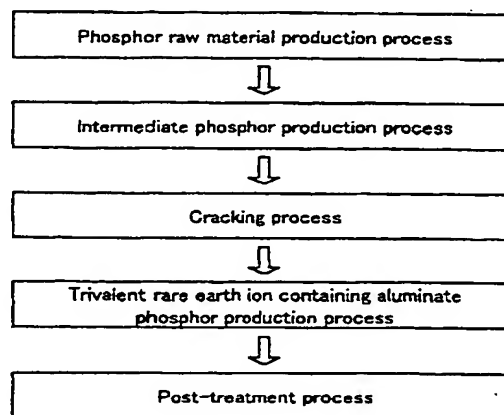 Phosphor raw material production process
Intermediate phosphor production process
Cracking process
Trivalent rare earth ion containing aluminate
phosphor production process
Post-treatment process